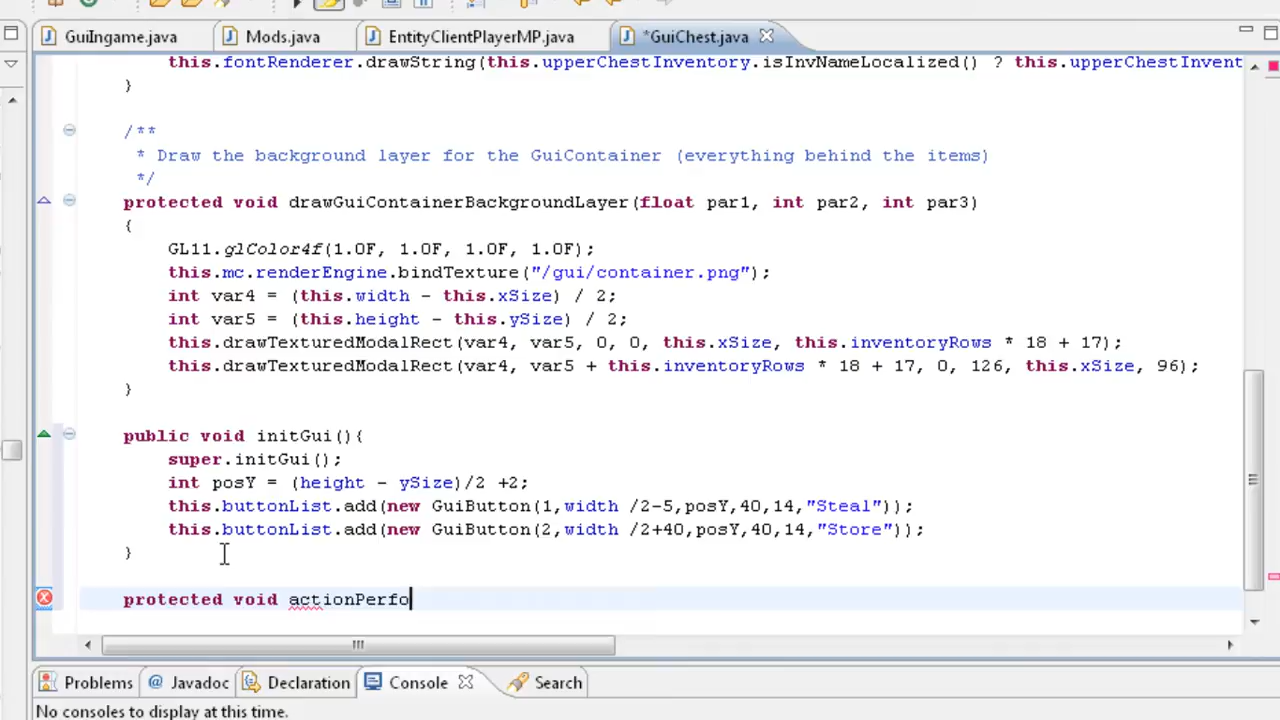 GuiIngame.java Mods.java EntityClientPlayerMP.java *GuiChest.java
this.fontRenderer.drawString(this.upperChestInventory.isInvNameLocalized() ? this.upperChestInvent
}
/**
* Draw the background layer for the GuiContainer (everything behind the items)
*/
protected void drawGuiContainerBackgroundLayer(float par1, int par2, int par3)
{
GL11.glColor4f(1.0F, 1.0F, 1.0F, 1.0F);
this.mc.renderEngine.bindTexture("/gui/container.png");
int var4 = (this.width - this.xSize) / 2;
int var5 = (this.height - this.ySize) / 2;
this.drawTexturedModalRect(var4, var5, 0, 0, this.xSize, this.inventoryRows * 18 + 17);
this.drawTexturedModalRect(var4, var5 + this.inventoryRows * 18 + 17, 0, 126, this.xSize, 96);
}
public void initGui(){
super.initGui();
int posY = (height - ySize)/2 +2;
this.buttonList.add(new GuiButton(1,width /2-5,posY,40,14,"Steal"));
this.buttonList.add(new GuiButton(2,width /2+40,posY,40,14,"Store"));
}
protected void actionPerfo
Problems @ Javadoc Declaration Console Search
No consoles to display at this time.